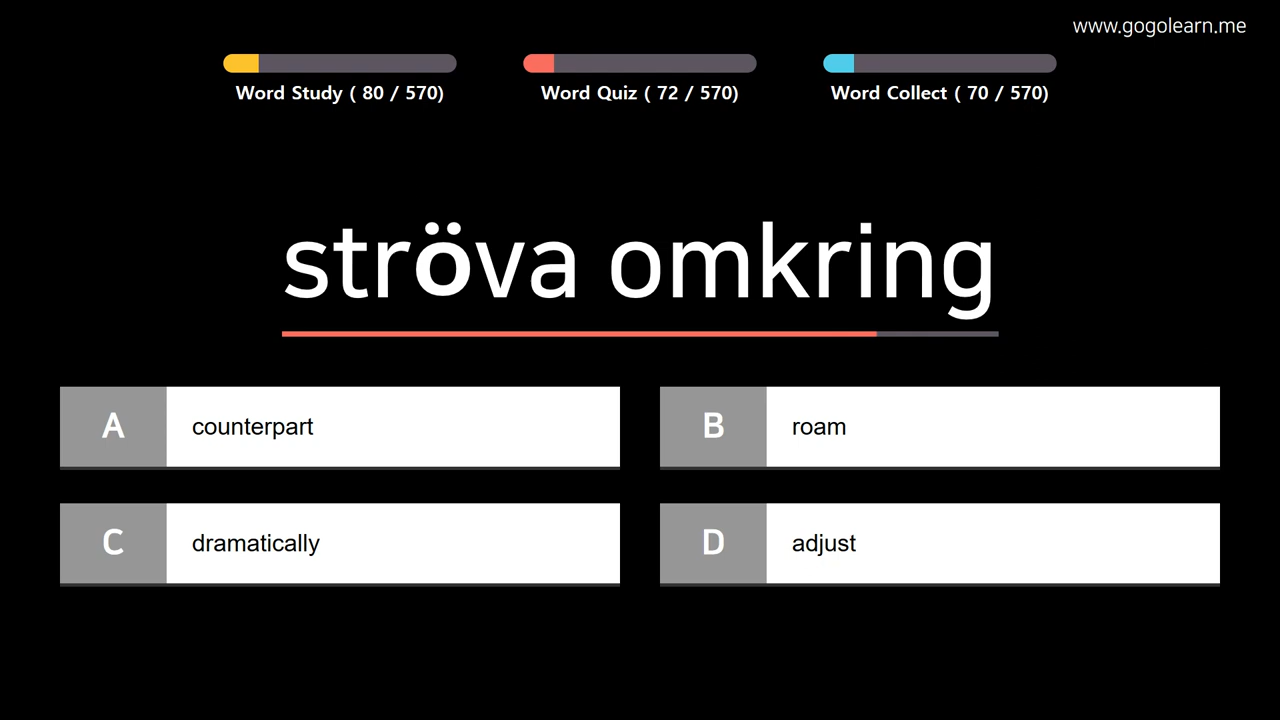 www.gogolearn.me
Word Study ( 80 / 570)
Word Quiz ( 72 / 570)
Word Collect ( 70 / 570)
ströva omkring
A
counterpart
B
roam
C
dramatically
D
adjust